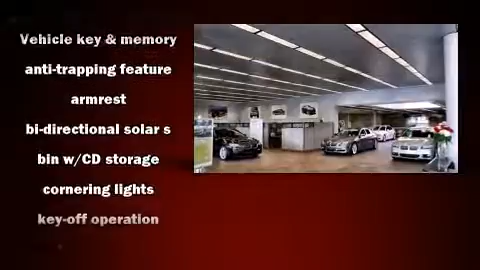 Vehicle key & memory
anti-trapping feature
armrest
bi-directional solar s
bin w/CD storage
cornering lights
key-off operation